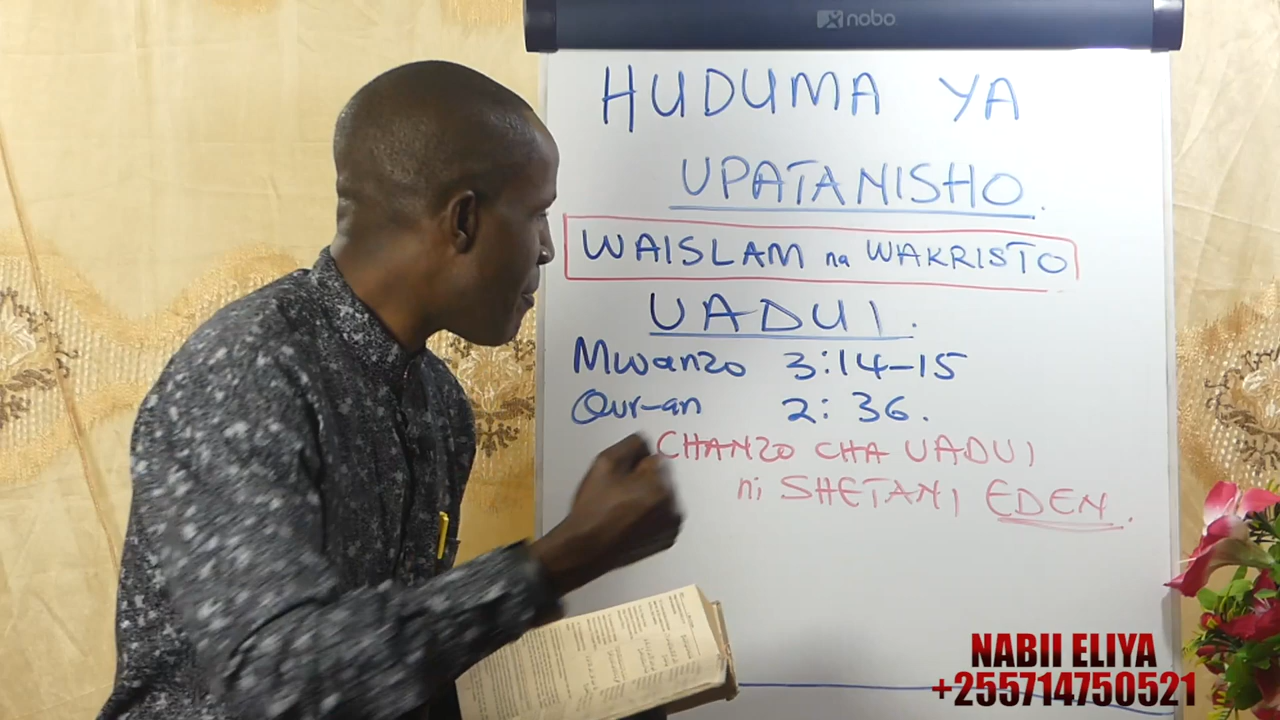 nobo
HUDUMA YA
UPATANISHO.
WAISLAM na WAKRISTO
UADUI.
Mwanzo 3:14-15
Qur-an 2:36.
CHANZO CHA UADUI
ni SHETANI EDEN.
NABII ELIYA
+255714750521